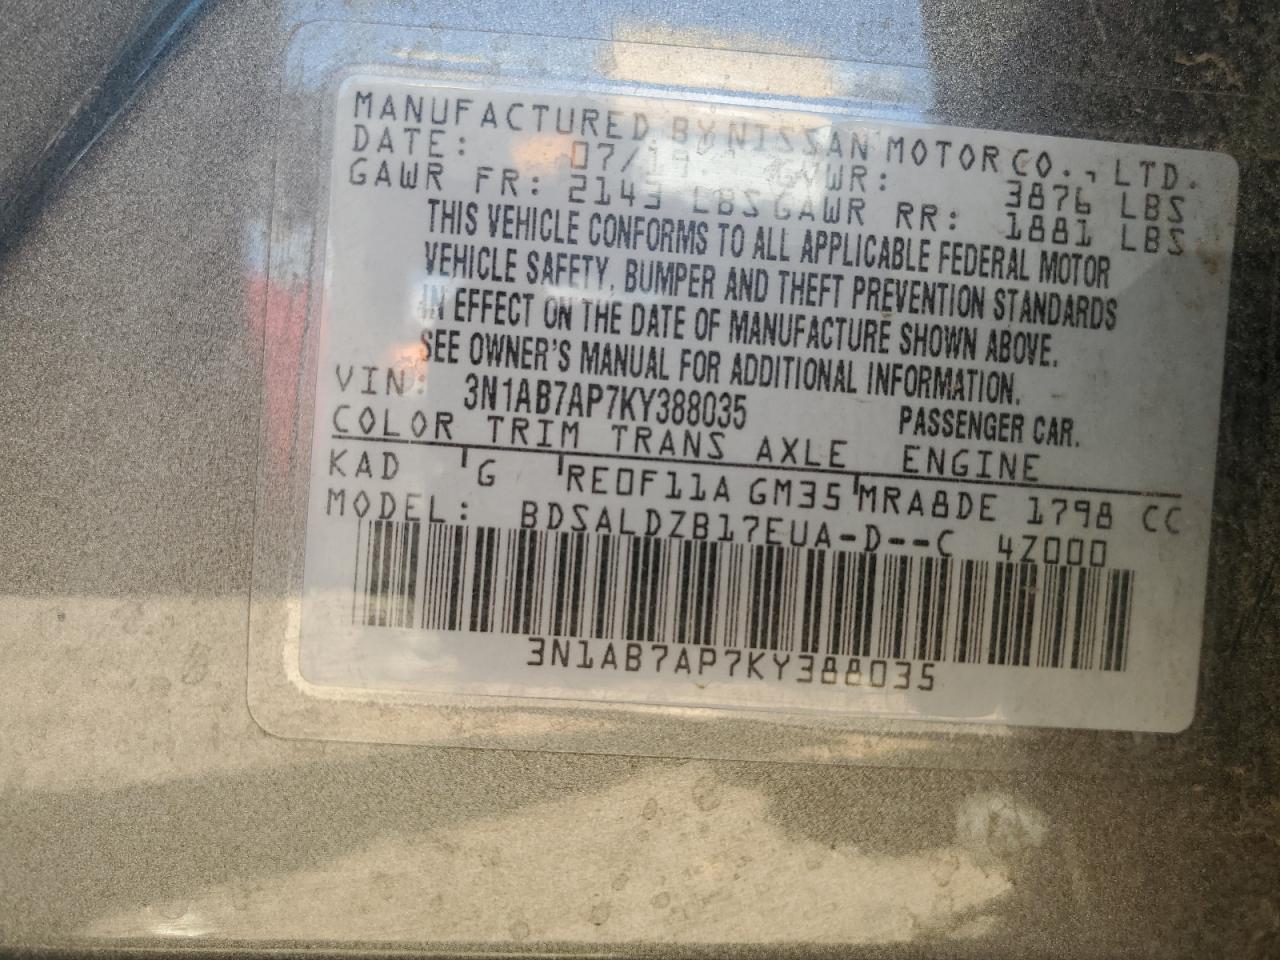 MANUFACTURED BY NISSAN MOTOR CO., LTD.
DATE: 07/19 GVWR: 3876 LBS
GAWR FR: 2143 LBS GAWR RR: 1881 LBS
THIS VEHICLE CONFORMS TO ALL APPLICABLE FEDERAL MOTOR
VEHICLE SAFETY, BUMPER AND THEFT PREVENTION STANDARDS
IN EFFECT ON THE DATE OF MANUFACTURE SHOWN ABOVE.
SEE OWNER'S MANUAL FOR ADDITIONAL INFORMATION.
VIN: 3N1AB7AP7KY388035 PASSENGER CAR.
COLOR TRIM TRANS AXLE ENGINE
KAD G RE0F11A GM35 MRA8DE 1798 CC
MODEL: BDSALDZB17EUA-D--C 4Z000
3N1AB7AP7KY388035